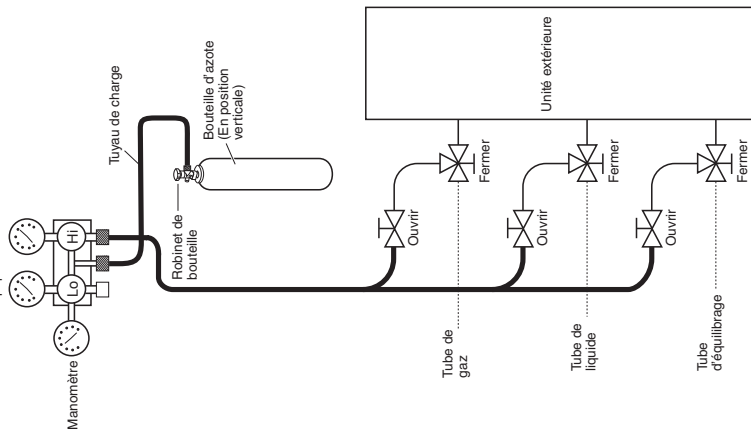 Manomètre
Lo
Hi
Tuyau de charge
Robinet de
bouteille
Bouteille d'azote
(En position
verticale)
Unité extérieure
Ouvrir
Fermer
Ouvrir
Fermer
Ouvrir
Fermer
Tube de
gaz
Tube de
liquide
Tube
d'équilibrage